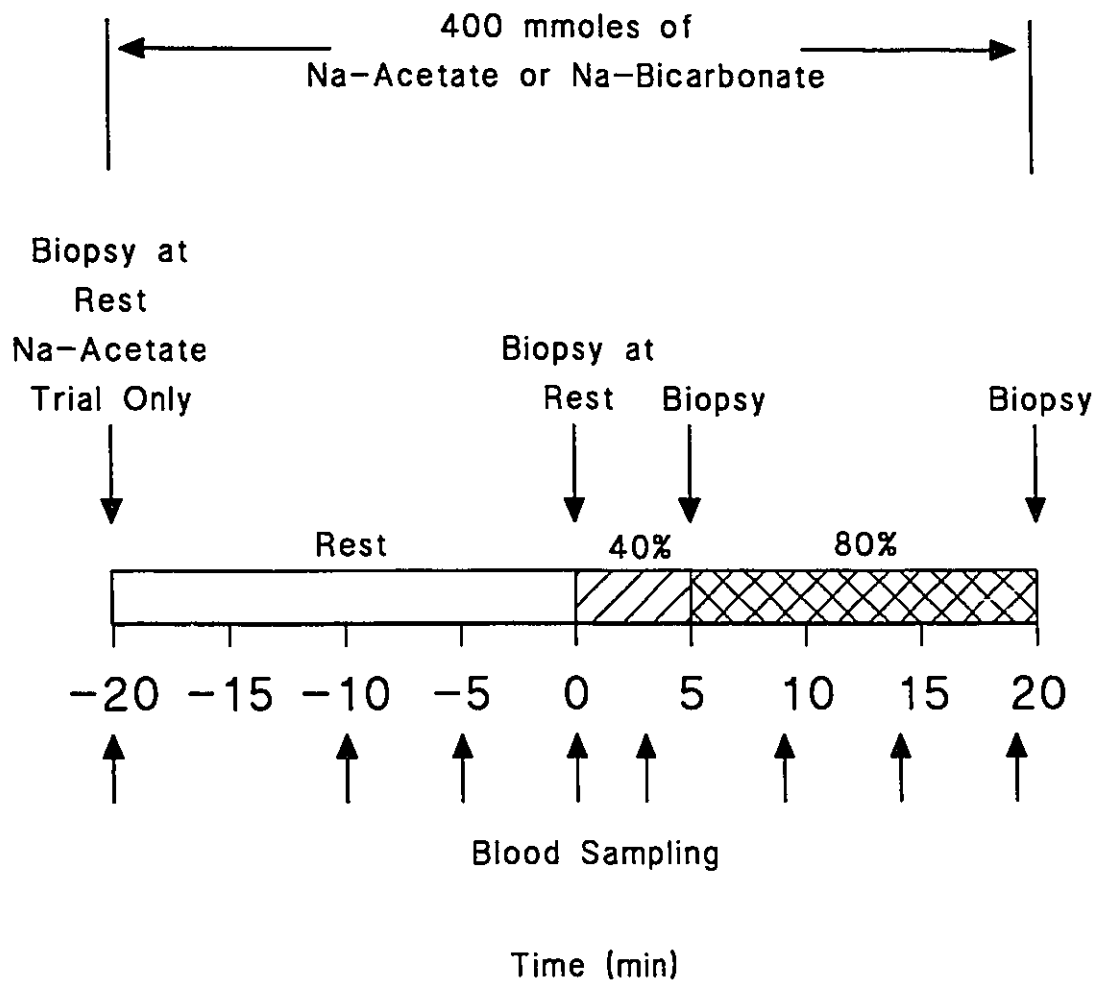 400 mmoles of
Na-Acetate or Na-Bicarbonate
Biopsy at
Rest
Na-Acetate
Trial Only
Biopsy at
Rest
Biopsy
Biopsy
Rest
40%
80%
-20 -15 -10 -5 0 5 10 15 20
Blood Sampling
Time (min)